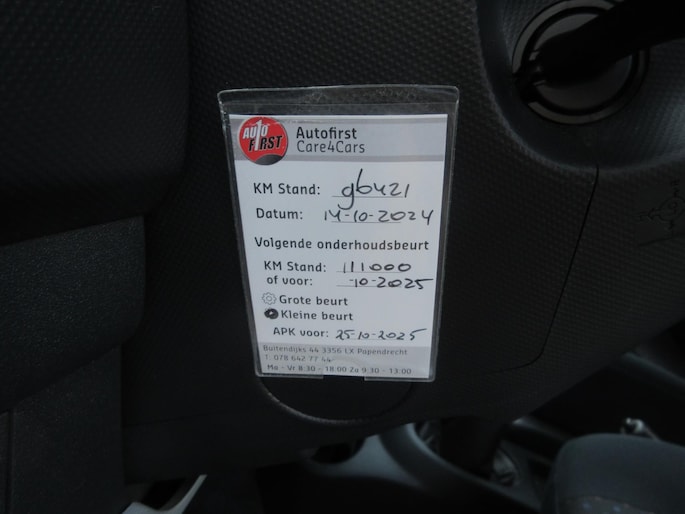 AUTO FIRST
Autofirst
Care4Cars
KM Stand: 96421
Datum: 14-10-2024
Volgende onderhoudsbeurt
KM Stand: 111000
of voor: -10-2025
Grote beurt
Kleine beurt
APK voor: 25-10-2025
Buitendijks 44 3356 LX Papendrecht
T. 078 642 77 44
Mo - Vr 8:30 - 18:00 Za 9:30 - 13:00